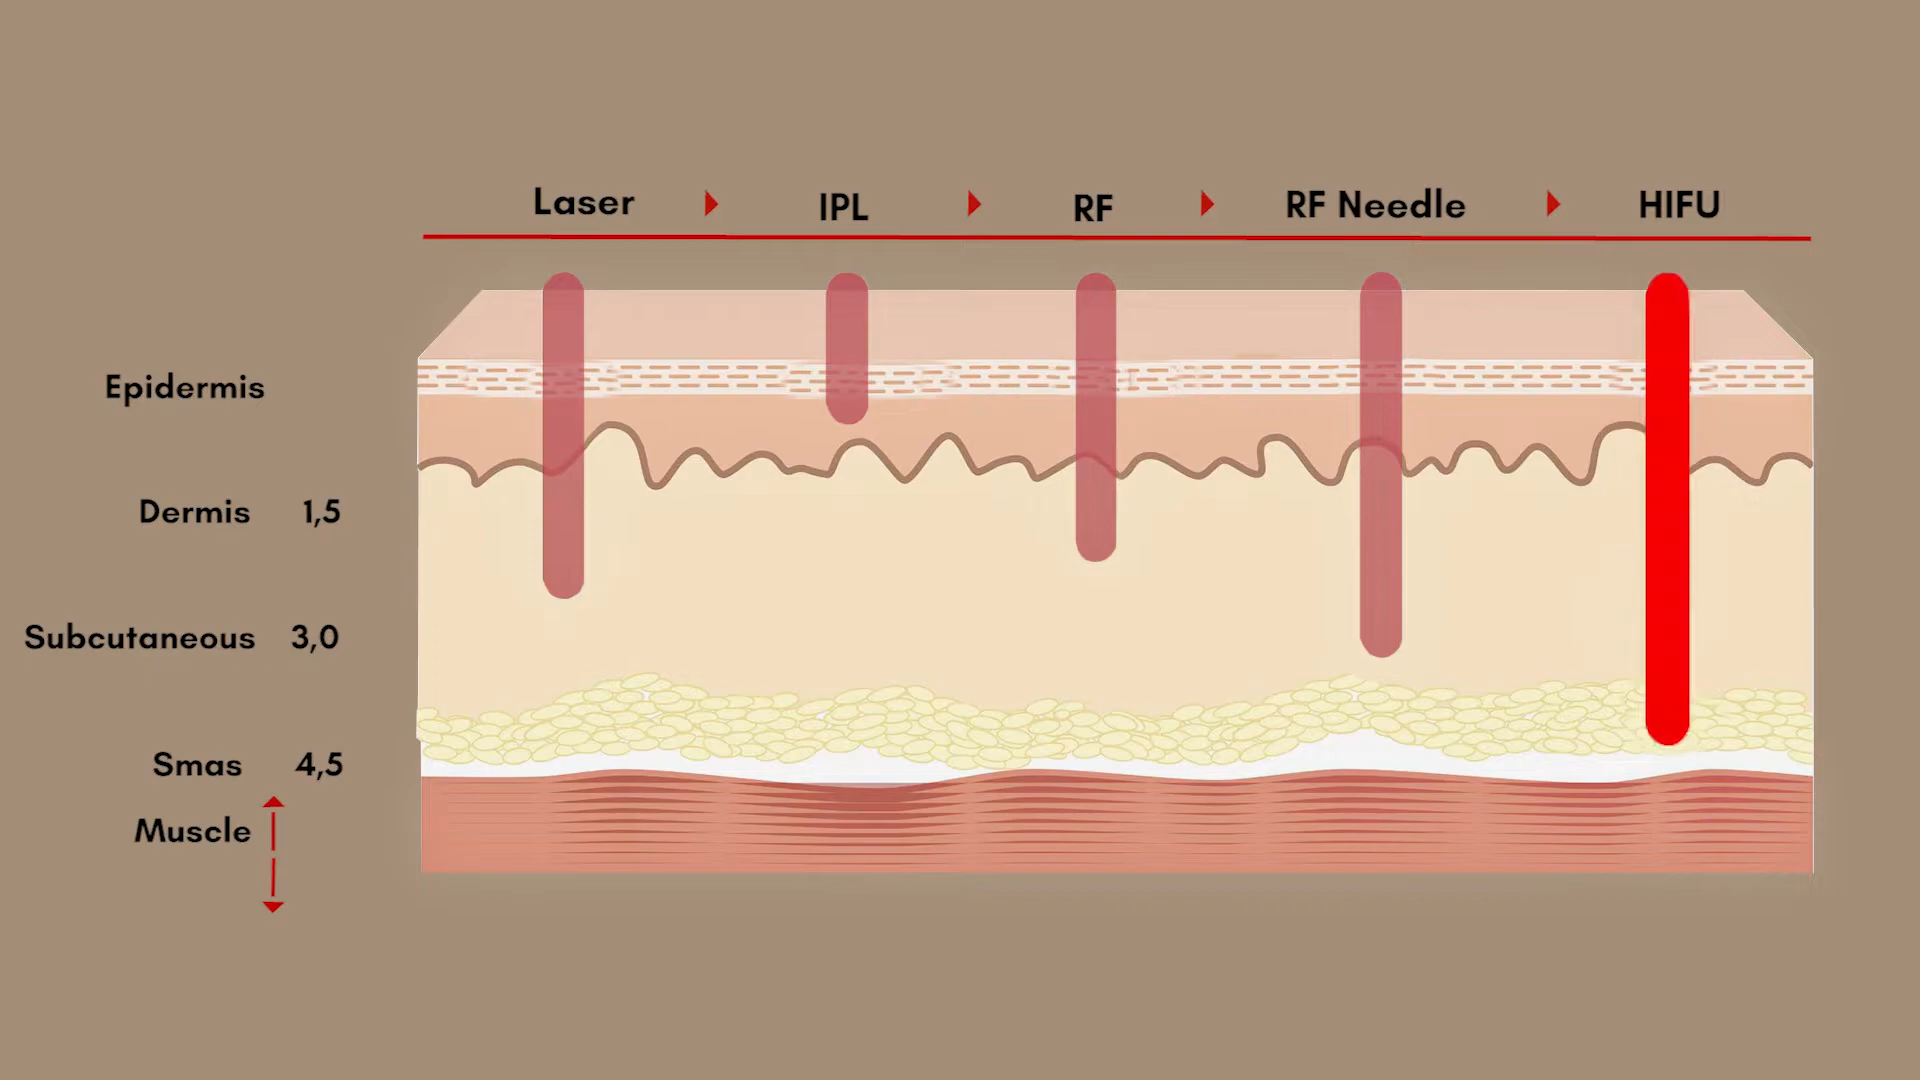 Laser IPL RF RF Needle HIFU
Epidermis
Dermis 1,5
Subcutaneous 3,0
Smas 4,5
Muscle